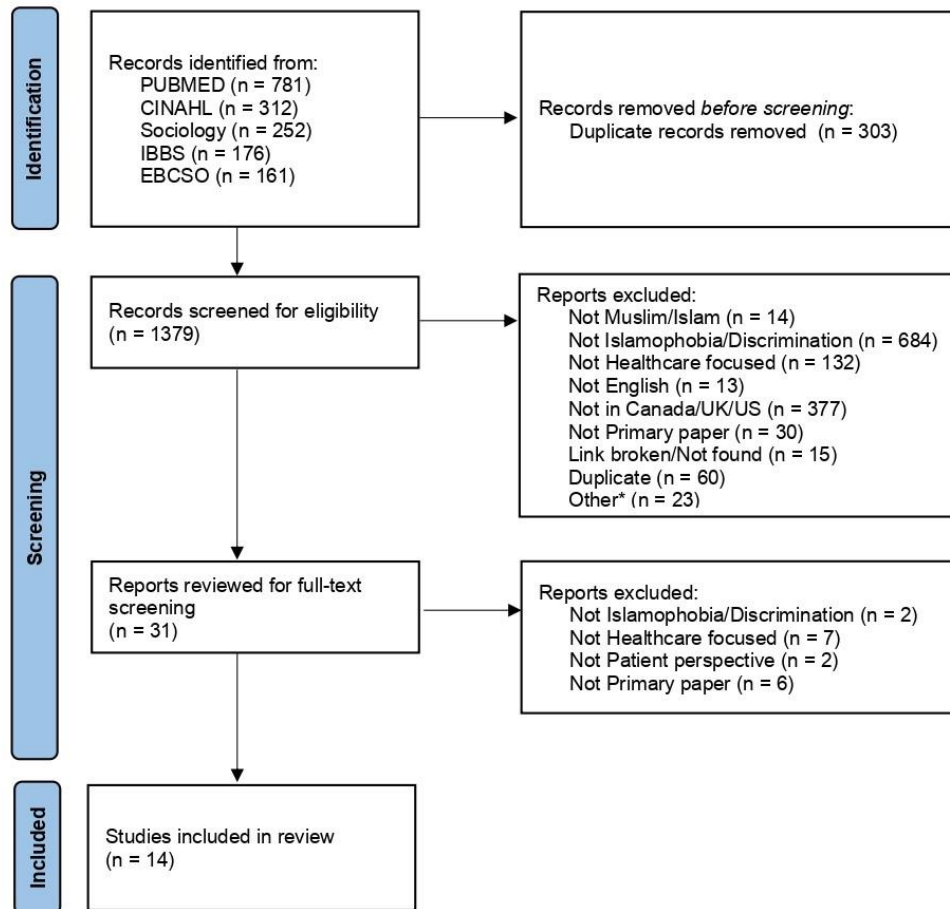 Identification
Records identified from:
PUBMED (n = 781)
CINAHL (n = 312)
Sociology (n = 252)
IBBS (n = 176)
EBCSO (n = 161)
Records removed before screening:
Duplicate records removed (n = 303)
Screening
Records screened for eligibility
(n = 1379)
Reports excluded:
Not Muslim/Islam (n = 14)
Not Islamophobia/Discrimination (n = 684)
Not Healthcare focused (n = 132)
Not English (n = 13)
Not in Canada/UK/US (n = 377)
Not Primary paper (n = 30)
Link broken/Not found (n = 15)
Duplicate (n = 60)
Other* (n = 23)
Reports reviewed for full-text
screening
(n = 31)
Reports excluded:
Not Islamophobia/Discrimination (n = 2)
Not Healthcare focused (n = 7)
Not Patient perspective (n = 2)
Not Primary paper (n = 6)
Included
Studies included in review
(n = 14)